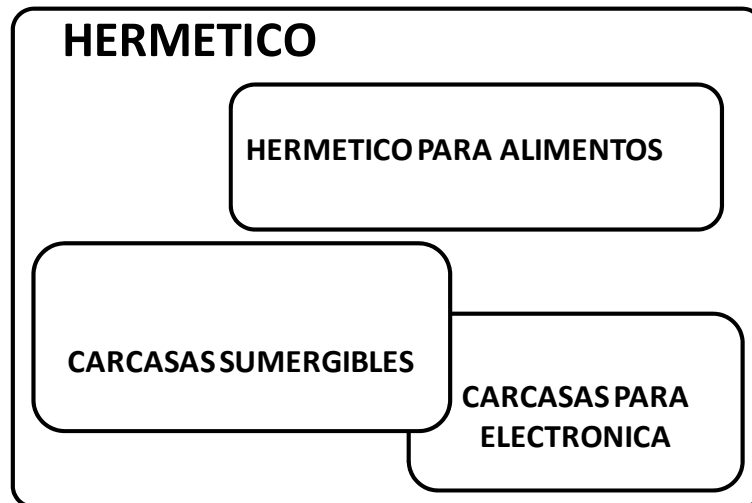 HERMETICO
HERMETICO PARA ALIMENTOS
CARCASAS SUMERGIBLES
CARCASAS PARA
ELECTRONICA